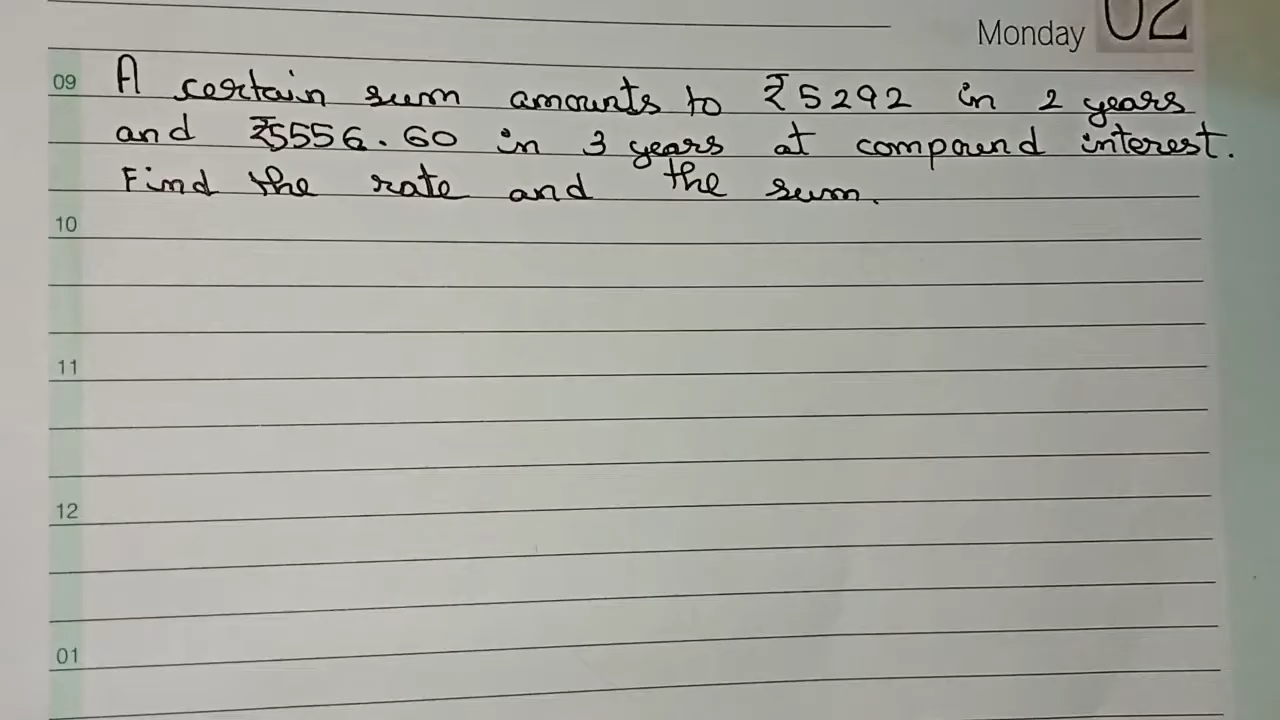 Monday 02
09 A certain sum amounts to ₹5292 in 2 years
and ₹5556.60 in 3 years at compound interest.
Find the rate and the sum.
10
11
12
01